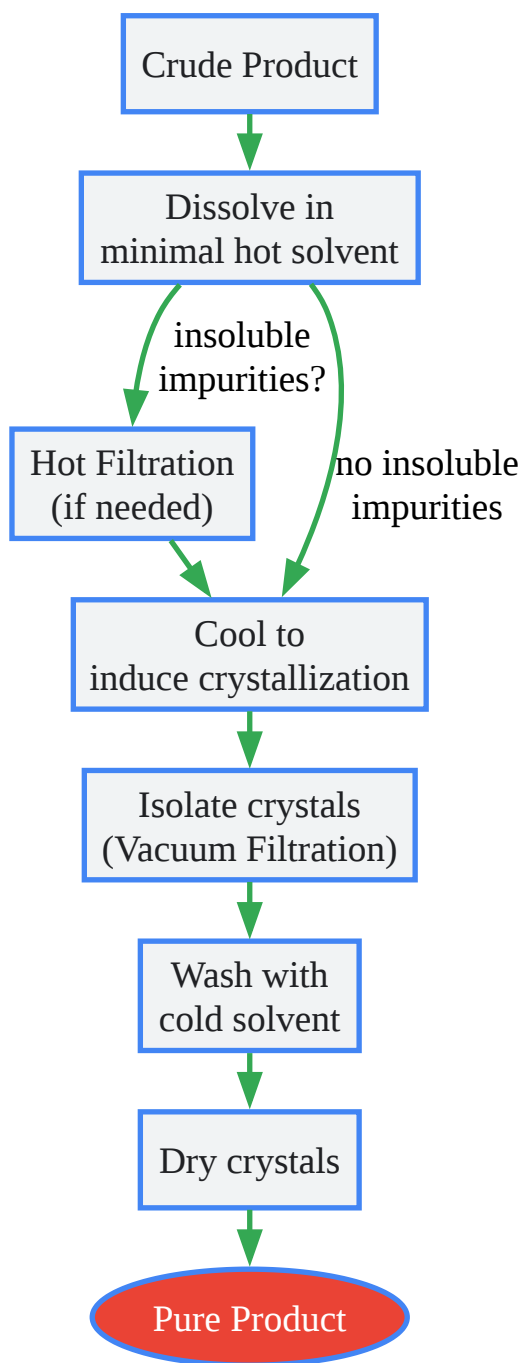 Crude Product
Dissolve in
minimal hot solvent
insoluble
impurities?
Hot Filtration
(if needed)
no insoluble
impurities
Cool to
induce crystallization
Isolate crystals
(Vacuum Filtration)
Wash with
cold solvent
Dry crystals
Pure Product